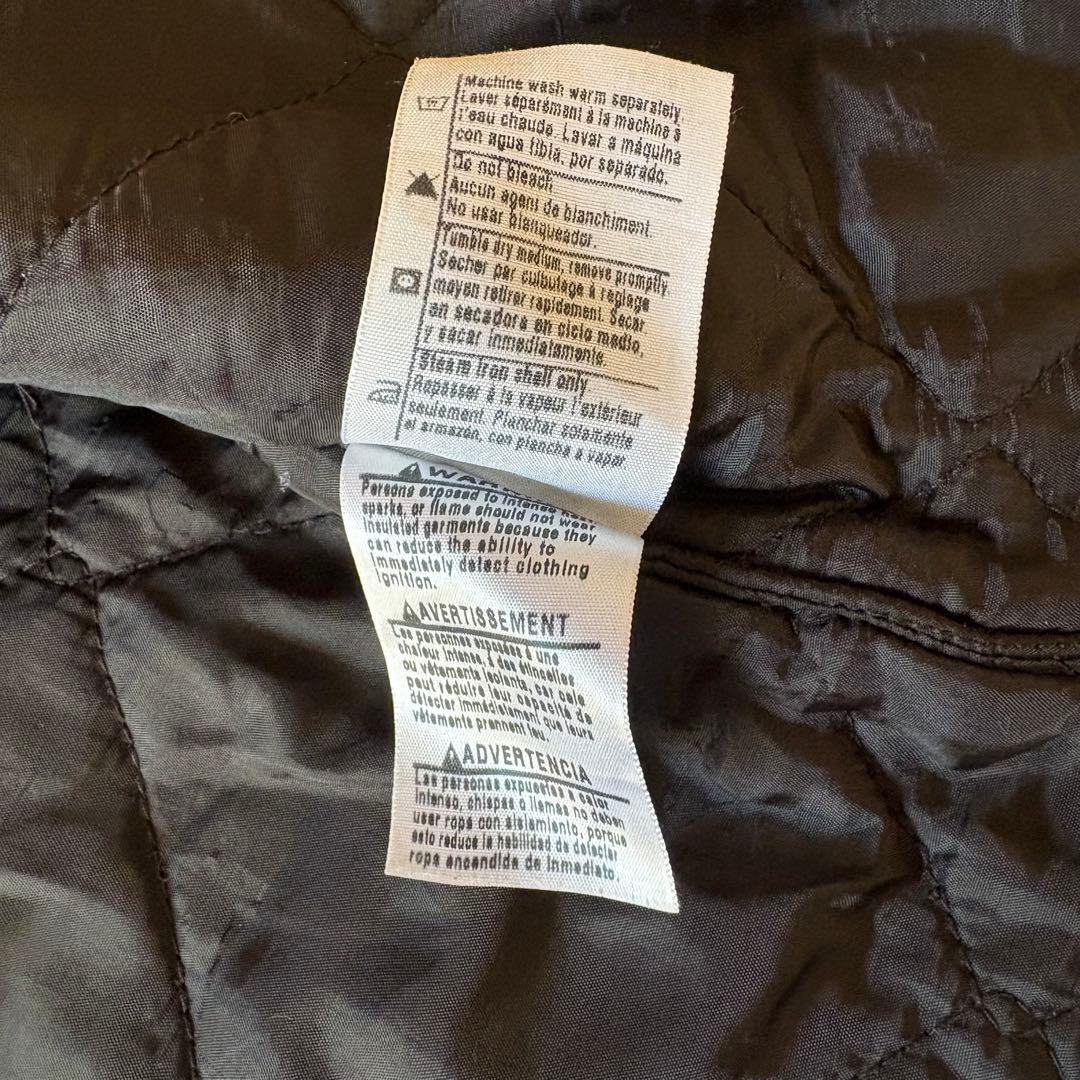 Machine wash warm separately.
Laver séparément à la machine à
l'eau chaude. Lavar a máquina
con agua tibia, por separado.
Do not bleach
Aucun agent de blanchiment.
No usar blanqueador.
Tumble dry medium, remove promptly
Sécher par culbutage à réglage
moyen retirer rapidement. Secar
en secadora en ciclo medio,
y sacar inmediatamente.
Steam iron shell only
Repasser à la vapeur l'extérieur
seulement. Planchar solamente
el armazón, con plancha a vapor
Persons exposed to intense
sparks, or flame should not wear
insulated garments because they
can reduce the ability to
immediately detect clothing
ignition.
AVERTISSEMENT
Les personnes exposées à une
chaleur intense, à des étincelles
ou vêtements isolants, car cela
peut réduire leur capacité de
détecter immédiatement que leurs
vêtements prennent feu.
ADVERTENCIA
Las personas expuestas a calor
intenso, chispas o llamas no deben
usar ropa con aislamiento, porque
esto reduce la habilidad de detectar
ropa encendida de inmediato.